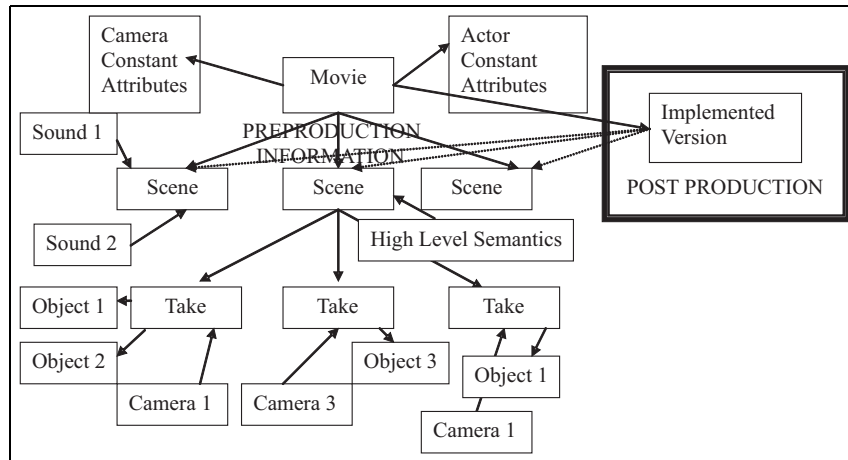 Camera
Constant
Attributes
Movie
Actor
Constant
Attributes
Implemented
Version
POST PRODUCTION
Sound 1
PREPRODUCTION
INFORMATION
Scene
Scene
Scene
Sound 2
High Level Semantics
Object 1
Take
Take
Take
Object 2
Object 3
Object 1
Camera 1
Camera 3
Camera 1